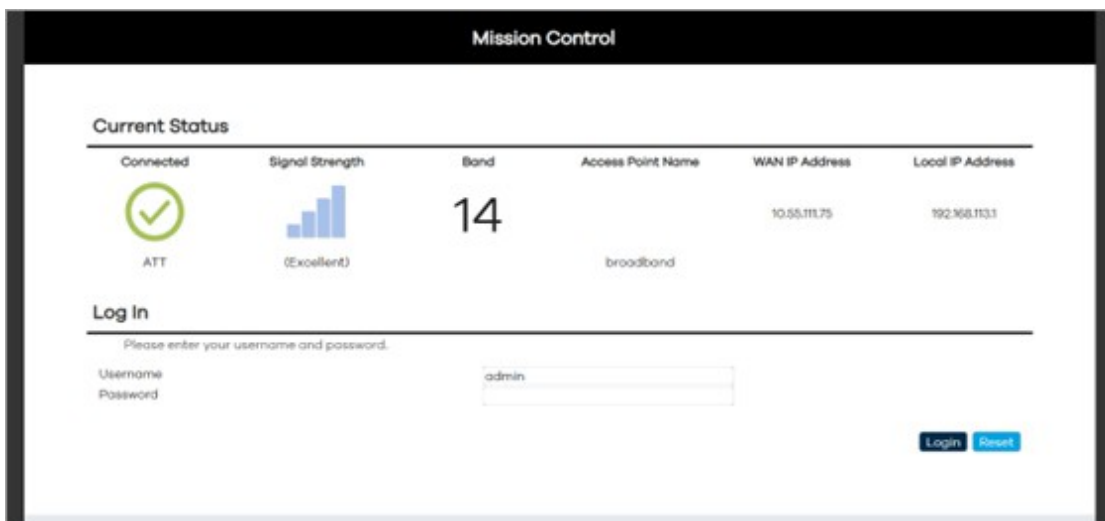 Mission Control
Current Status
Connected Signal Strength Band Access Point Name WAN IP Address Local IP Address
14
10.55.111.75 192.168.113.1
ATT (Excellent) broadband
Log In
Please enter your username and password.
Username admin
Password
Login Reset